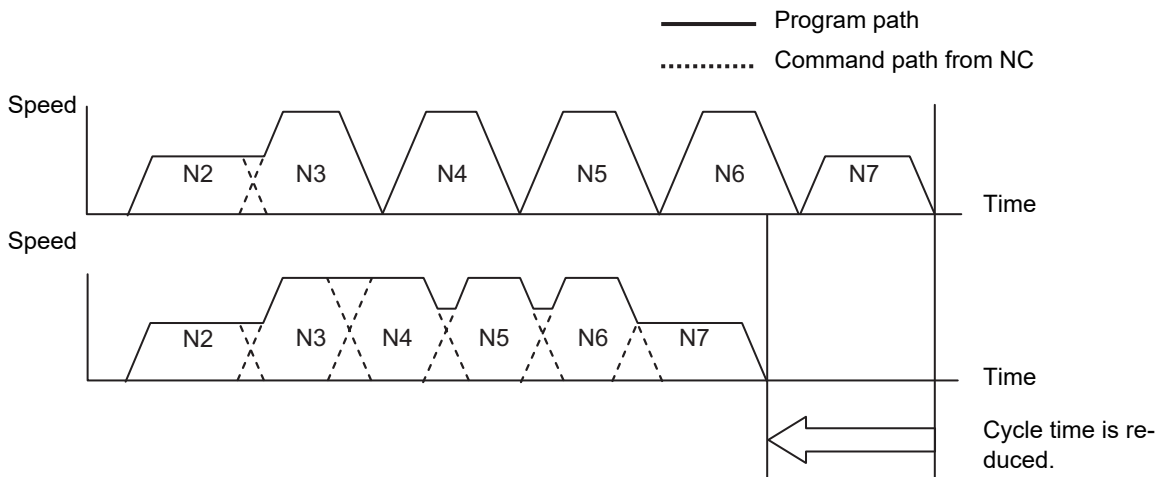 Program path
Command path from NC
Speed
N2 N3 N4 N5 N6 N7
Time
Speed
N2 N3 N4 N5 N6 N7
Time
Cycle time is re-
duced.